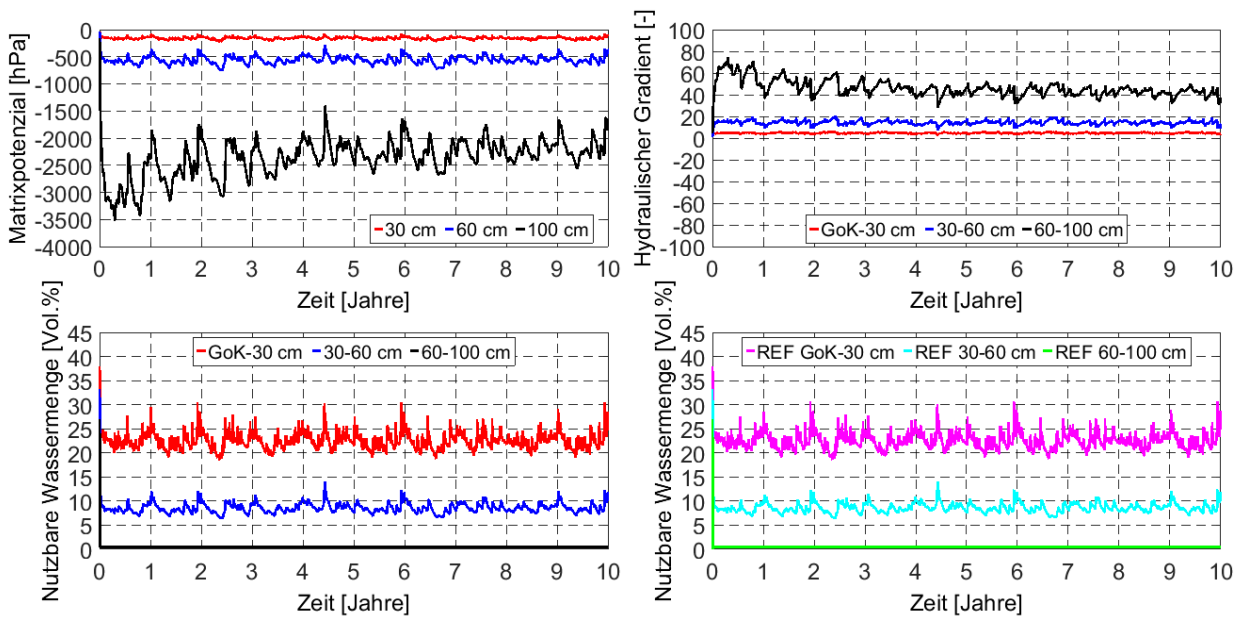 Matrixpotenzial [hPa]
0
-500
-1000
-1500
-2000
-2500
-3000
-3500
-4000
30 cm 60 cm 100 cm
0 1 2 3 4 5 6 7 8 9 10
Zeit [Jahre]
Hydraulischer Gradient [-]
100
80
60
40
20
0
-20
-40
-60
-80
-100
GoK-30 cm 30-60 cm 60-100 cm
0 1 2 3 4 5 6 7 8 9 10
Zeit [Jahre]
Nutzbare Wassermenge [Vol.%]
45
40
35
30
25
20
15
10
5
0
GoK-30 cm 30-60 cm 60-100 cm
0 1 2 3 4 5 6 7 8 9 10
Zeit [Jahre]
Nutzbare Wassermenge [Vol.%]
45
40
35
30
25
20
15
10
5
0
REF GoK-30 cm REF 30-60 cm REF 60-100 cm
0 1 2 3 4 5 6 7 8 9 10
Zeit [Jahre]